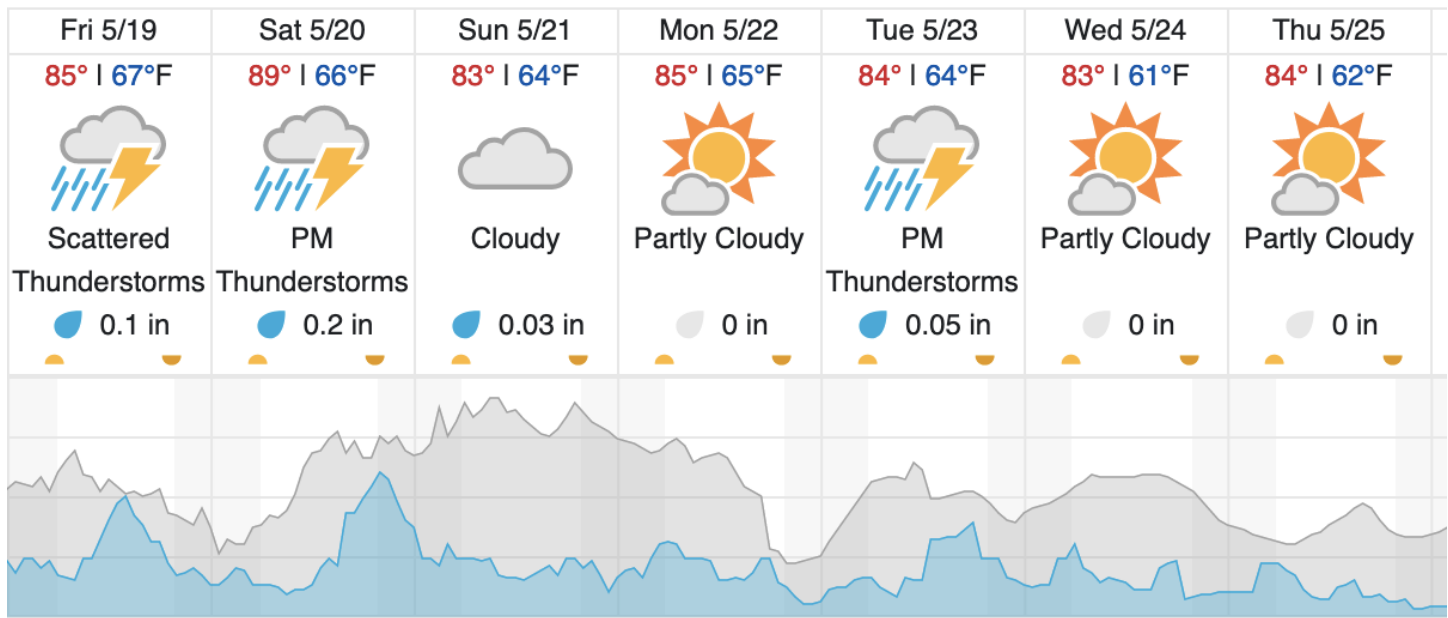 Fri 5/19
85° | 67°F
Scattered
Thunderstorms
0.1 in
Sat 5/20
89° | 66°F
PM
Thunderstorms
0.2 in
Sun 5/21
83° | 64°F
Cloudy
0.03 in
Mon 5/22
85° | 65°F
Partly Cloudy
0 in
Tue 5/23
84° | 64°F
PM
Thunderstorms
0.05 in
Wed 5/24
83° | 61°F
Partly Cloudy
0 in
Thu 5/25
84° | 62°F
Partly Cloudy
0 in